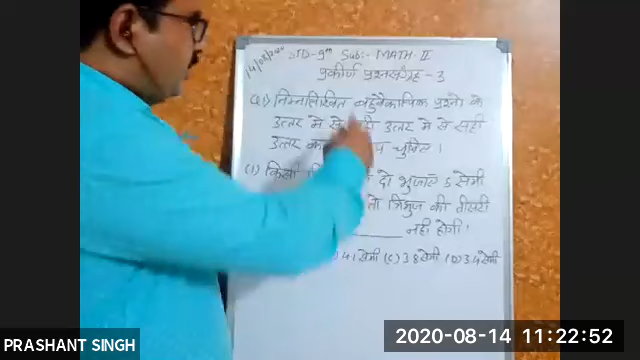 14/08/2020 STD-9th Sub:- MATH-II
प्रकीर्ण प्रश्नसंग्रह - 3
Q.1) निम्नलिखित बहुवैकल्पिक प्रश्नो के
उत्तर मे से उत्तर मे से सही
उत्तर का चुनिए।
(1) किसी दो भुजाएँ 5 सेमी
तो त्रिभुज की तीसरी
नही होगी।
4.1 सेमी (C) 3.8 सेमी (D) 3.4 सेमी
PRASHANT SINGH
2020-08-14 11:22:52